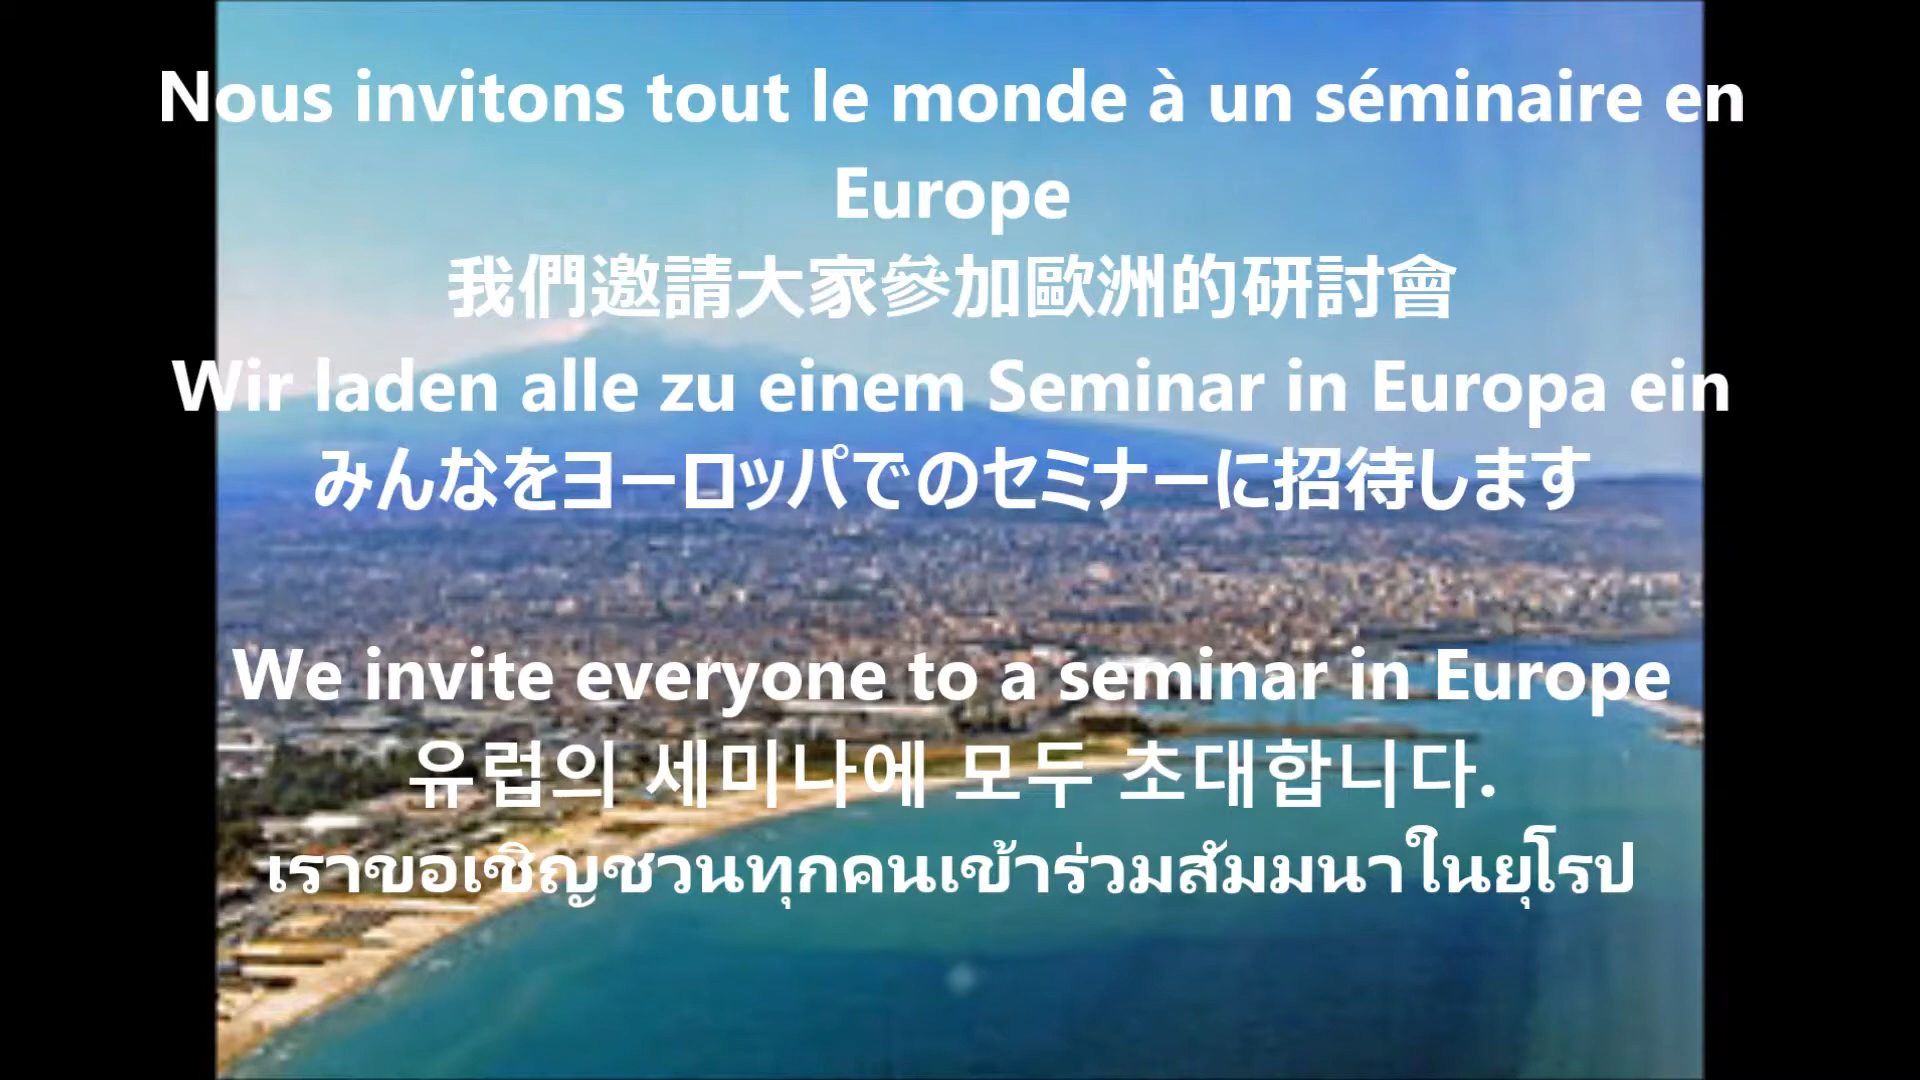 Nous invitons tout le monde à un séminaire en
Europe
我們邀請大家參加歐洲的研討會
Wir laden alle zu einem Seminar in Europa ein
みんなをヨーロッパでのセミナーに招待します
We invite everyone to a seminar in Europe
유럽의 세미나에 모두 초대합니다.
เราขอเชิญชวนทุกคนเข้าร่วมสัมมนาในยุโรป